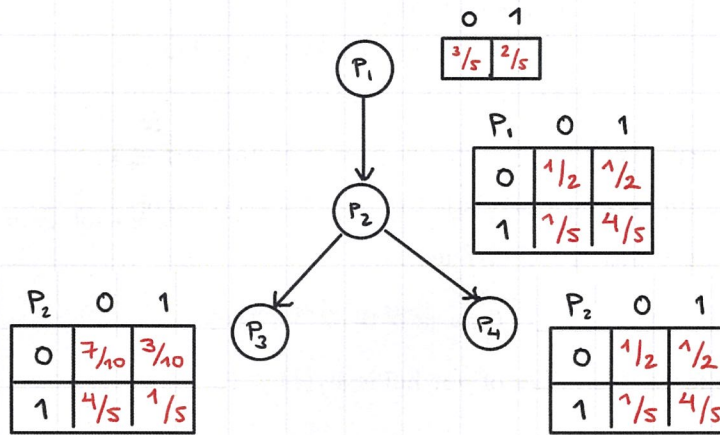 0 1
P₁ 3/5 2/5
P₁ 0 1
0 1/2 1/2
P₂
1 1/5 4/5
P₂ 0 1
P₂ 0 1
P₃
P₄
0 7/10 3/10
0 1/2 1/2
1 4/5 1/5
1 1/5 4/5